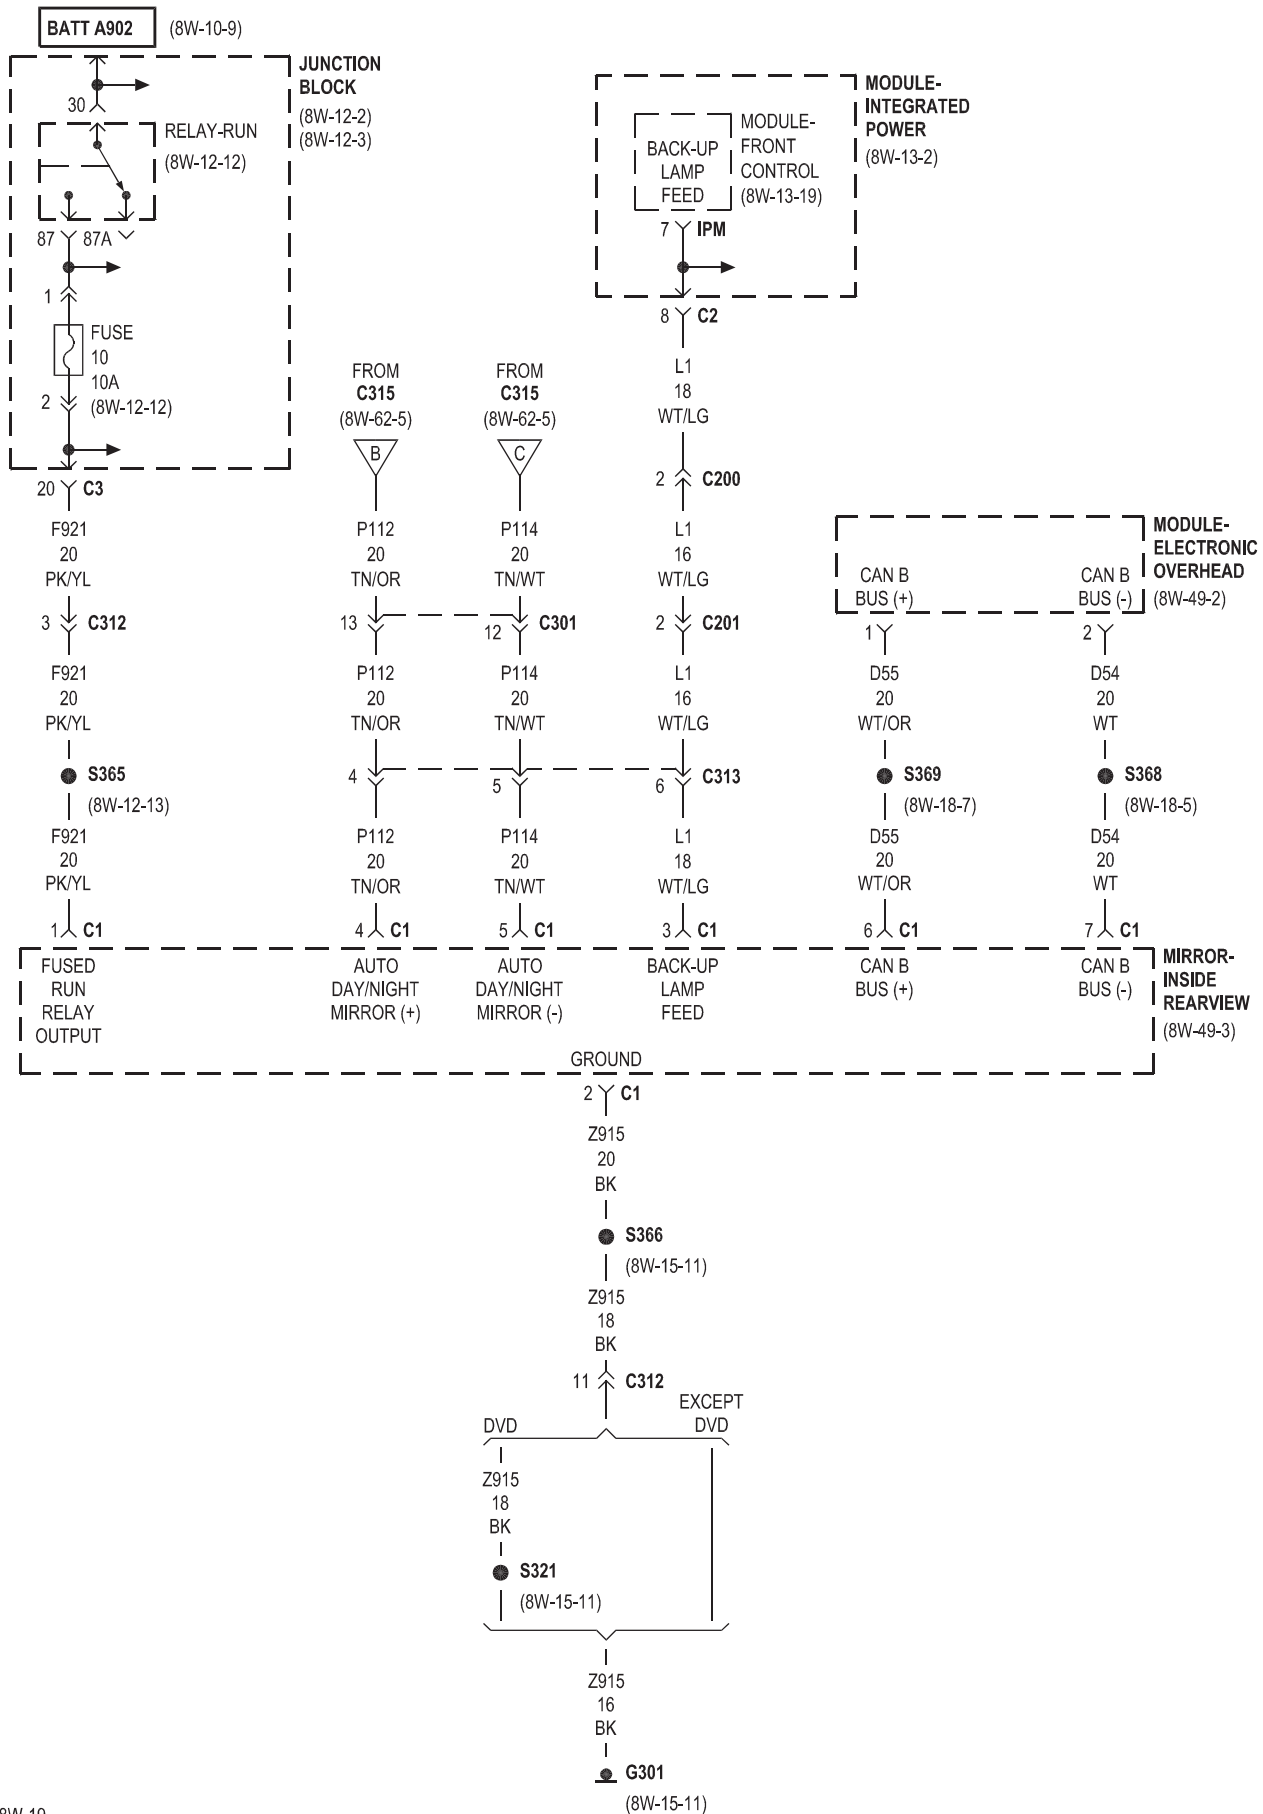 BATT A902 (8W-10-9)
JUNCTION
BLOCK
(8W-12-2)
(8W-12-3)
30
RELAY-RUN
(8W-12-12)
87 87A
1
FUSE
10
10A
(8W-12-12)
2
20 C3
F921
20
PK/YL
3 C312
F921
20
PK/YL
S365
(8W-12-13)
F921
20
PK/YL
1 C1
FROM
C315
(8W-62-5)
B
P112
20
TN/OR
13
P112
20
TN/OR
4
P112
20
TN/OR
4 C1
FROM
C315
(8W-62-5)
C
P114
20
TN/WT
12 C301
P114
20
TN/WT
5
P114
20
TN/WT
5 C1
MODULE-
INTEGRATED
POWER
(8W-13-2)
MODULE-
FRONT
CONTROL
(8W-13-19)
BACK-UP
LAMP
FEED
7 IPM
8 C2
L1
18
WT/LG
2 C200
L1
16
WT/LG
2 C201
L1
16
WT/LG
6 C313
L1
18
WT/LG
3 C1
MODULE-
ELECTRONIC
OVERHEAD
(8W-49-2)
CAN B
BUS (+)
1
D55
20
WT/OR
S369
(8W-18-7)
D55
20
WT/OR
6 C1
CAN B
BUS (-)
2
D54
20
WT
S368
(8W-18-5)
D54
20
WT
7 C1
FUSED
RUN
RELAY
OUTPUT
AUTO
DAY/NIGHT
MIRROR (+)
AUTO
DAY/NIGHT
MIRROR (-)
BACK-UP
LAMP
FEED
CAN B
BUS (+)
CAN B
BUS (-)
MIRROR-
INSIDE
REARVIEW
(8W-49-3)
GROUND
2 C1
Z915
20
BK
S366
(8W-15-11)
Z915
18
BK
11 C312
DVD
EXCEPT
DVD
Z915
18
BK
S321
(8W-15-11)
Z915
16
BK
G301
(8W-15-11)